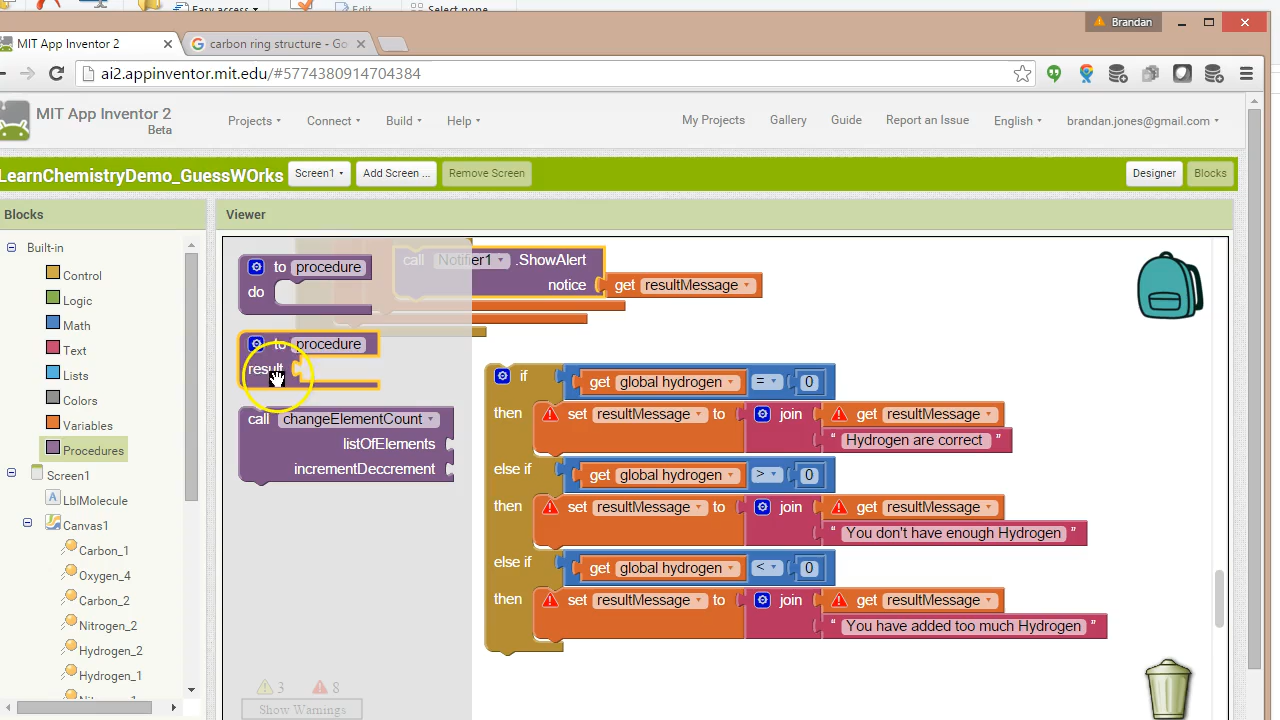 Easy access
Edit
Select none
Brandan
MIT App Inventor 2
carbon ring structure - Go
ai2.appinventor.mit.edu/#5774380914704384
MIT App Inventor 2
Beta
Projects
Connect
Build
Help
My Projects
Gallery
Guide
Report an Issue
English
brandan.jones@gmail.com
LearnChemistryDemo_GuessWOrks
Screen1
Add Screen ...
Remove Screen
Designer
Blocks
Blocks
Viewer
Built-in
Control
Logic
Math
Text
Lists
Colors
Variables
Procedures
Screen1
LblMolecule
Canvas1
Carbon_1
Oxygen_4
Carbon_2
Nitrogen_2
Hydrogen_2
Hydrogen_1
to procedure
do
to procedure
result
call changeElementCount
listOfElements
incrementDeccrement
call Notifier1 .ShowAlert
notice get resultMessage
if get global hydrogen = 0
then set resultMessage to join get resultMessage
" Hydrogen are correct "
else if get global hydrogen > 0
then set resultMessage to join get resultMessage
" You don't have enough Hydrogen "
else if get global hydrogen < 0
then set resultMessage to join get resultMessage
" You have added too much Hydrogen "
3 8
Show Warnings